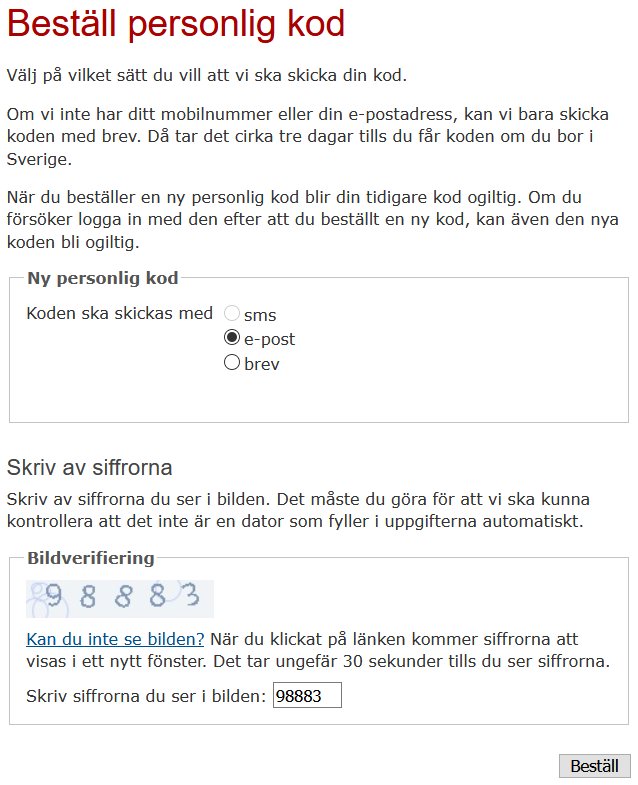 Beställ personlig kod
Välj på vilket sätt du vill att vi ska skicka din kod.
Om vi inte har ditt mobilnummer eller din e-postadress, kan vi bara skicka
koden med brev. Då tar det cirka tre dagar tills du får koden om du bor i
Sverige.
När du beställer en ny personlig kod blir din tidigare kod ogiltig. Om du
försöker logga in med den efter att du beställt en ny kod, kan även den nya
koden bli ogiltig.
Ny personlig kod
Koden ska skickas med
sms
e-post
brev
Skriv av siffrorna
Skriv av siffrorna du ser i bilden. Det måste du göra för att vi ska kunna
kontrollera att det inte är en dator som fyller i uppgifterna automatiskt.
Bildverifiering
9 8 8 8 3
Kan du inte se bilden? När du klickat på länken kommer siffrorna att
visas i ett nytt fönster. Det tar ungefär 30 sekunder tills du ser siffrorna.
Skriv siffrorna du ser i bilden: 98883
Beställ